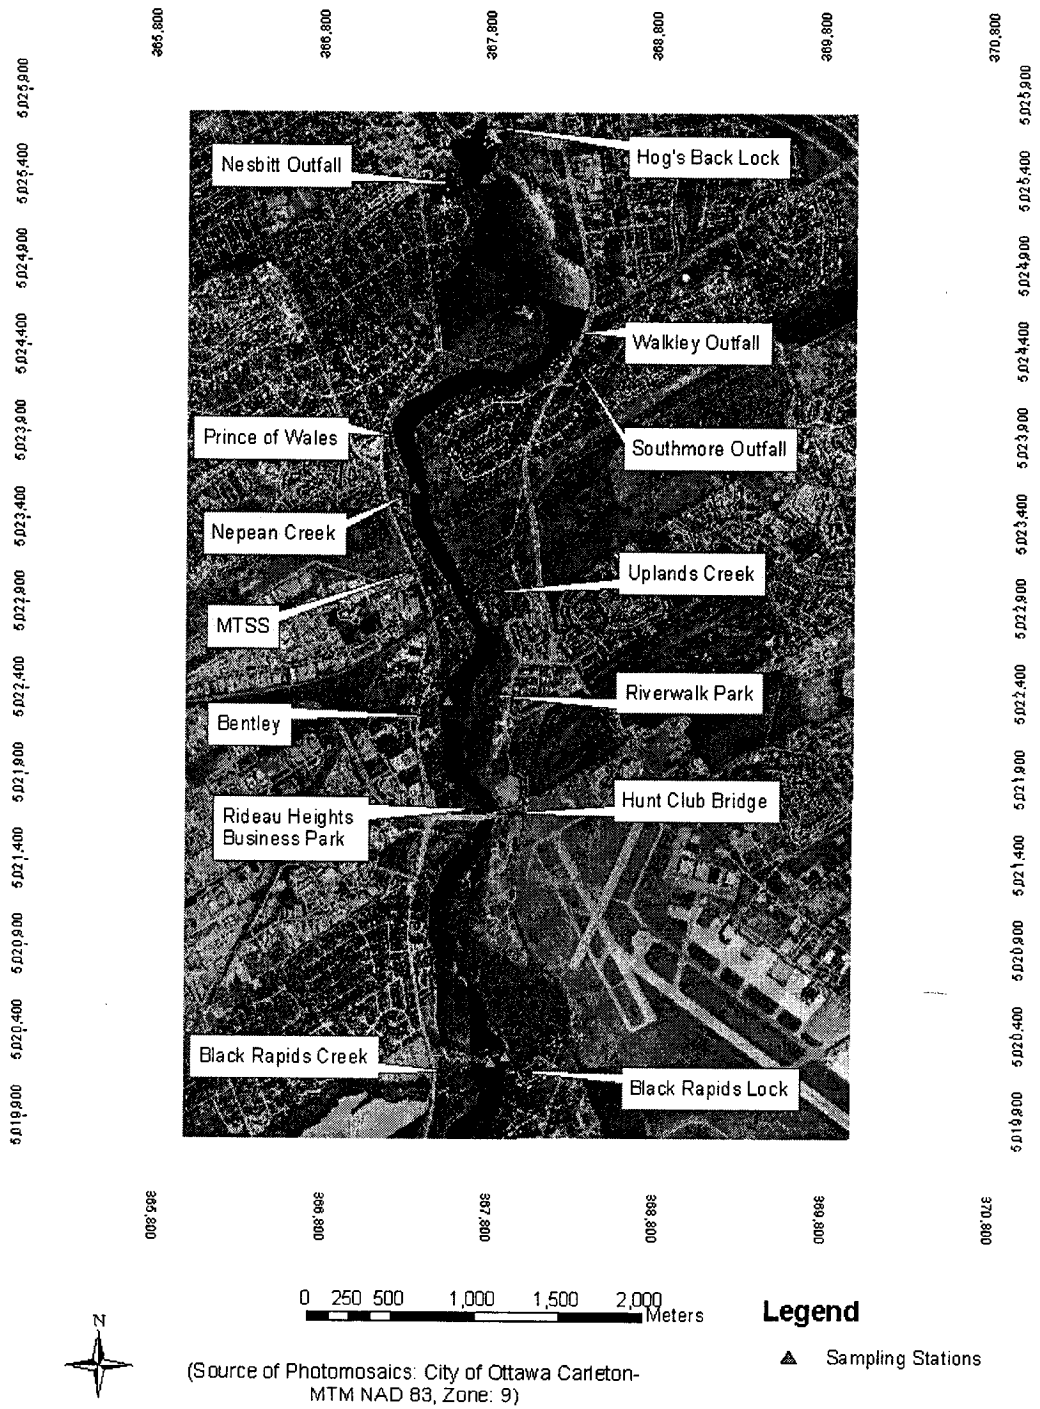 365,800 366,800 367,800 368,800 369,800 370,800
5,025,900 5,025,900
Hog's Back Lock
Nesbitt Outfall
5,025,400 5,025,400
5,024,900 5,024,900
Walkley Outfall
5,024,400 5,024,400
Prince of Wales
5,023,900 5,023,900
Southmore Outfall
Nepean Creek
5,023,400 5,023,400
Uplands Creek
5,022,900 5,022,900
MTSS
Riverwalk Park
5,022,400 5,022,400
Bentley
5,021,900 5,021,900
Hunt Club Bridge
Rideau Heights
Business Park
5,021,400 5,021,400
5,020,900 5,020,900
5,020,400 5,020,400
Black Rapids Creek
Black Rapids Lock
5,019,900 5,019,900
365,800 366,800 367,800 368,800 369,800 370,800
0 250 500 1,000 1,500 2,000
Meters
Legend
N
Sampling Stations
(Source of Photomosaics: City of Ottawa Carleton-
MTM NAD 83, Zone: 9)